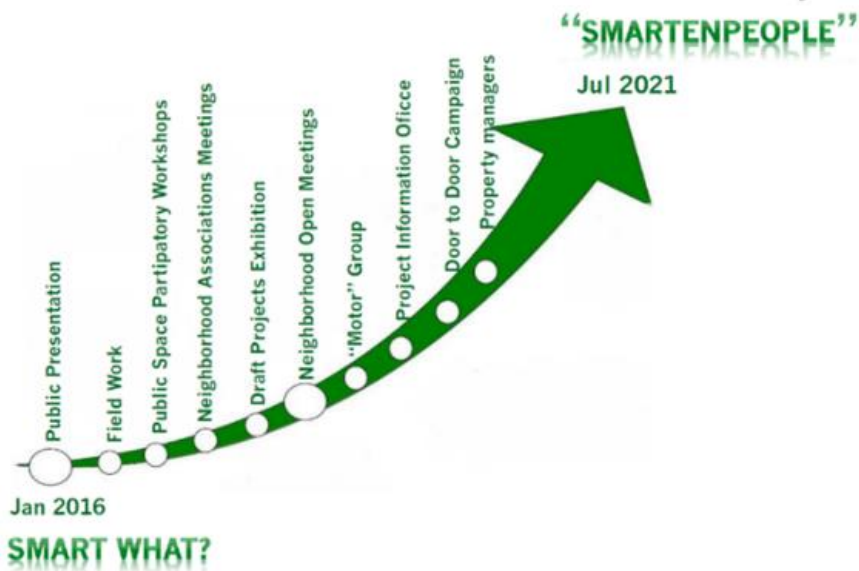 “SMARTENPEOPLE”
Jul 2021
Public Presentation
Field Work
Public Space Partipatory Workshops
Neighborhood Associations Meetings
Draft Projects Exhibition
Neighborhood Open Meetings
“Motor” Group
Project Information Oficce
Door to Door Campaign
Property managers
Jan 2016
SMART WHAT?